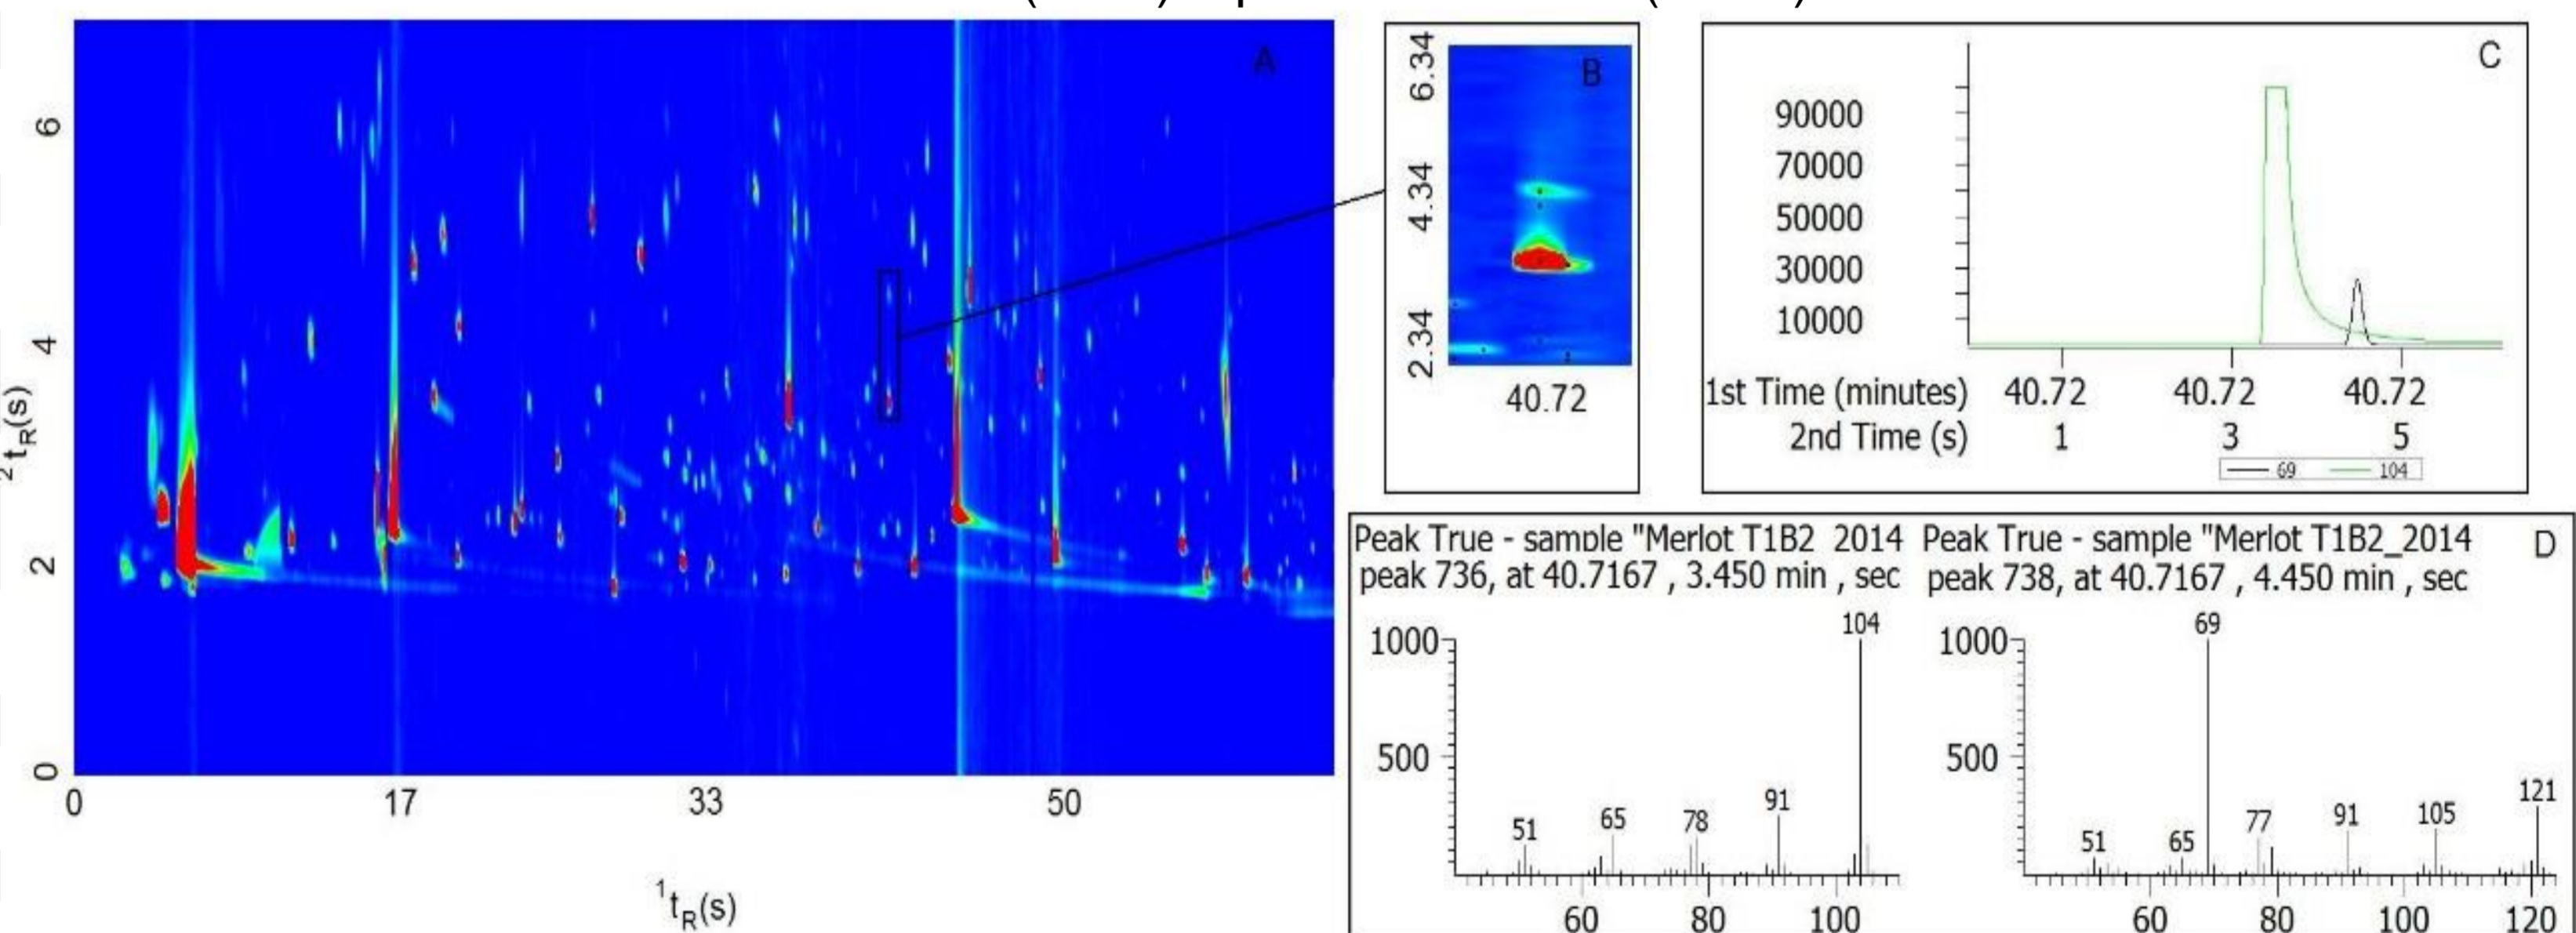 A
6
4
2
0
²tR(s)
0 17 33 50
¹tR(s)
B
6.34
4.34
2.34
40.72
C
90000
70000
50000
30000
10000
1st Time (minutes) 40.72 40.72 40.72
2nd Time (s) 1 3 5
69 104
D
Peak True - sample "Merlot T1B2 2014
peak 736, at 40.7167 , 3.450 min , sec
1000
500
51 65 78 91 104
60 80 100
Peak True - sample "Merlot T1B2_2014
peak 738, at 40.7167 , 4.450 min , sec
1000
500
51 65 69 77 91 105 121
60 80 100 120